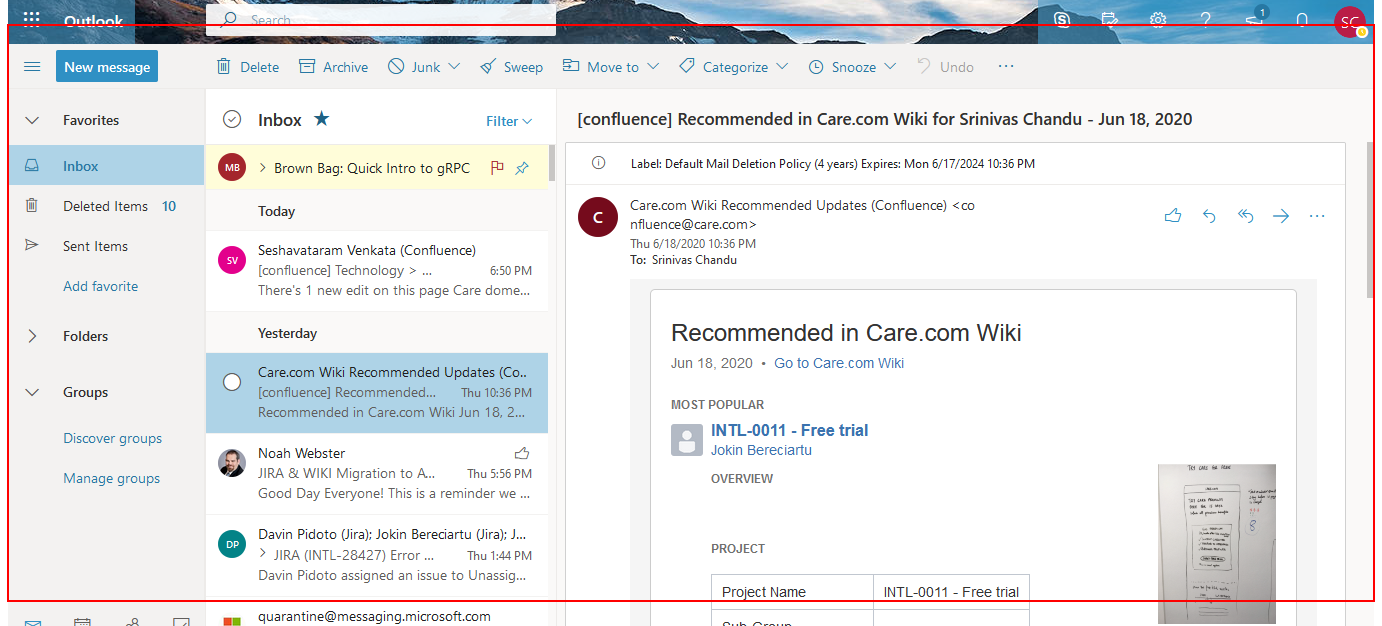 Outlook
Search
1
SC
New message
Delete
Archive
Junk
Sweep
Move to
Categorize
Snooze
Undo
Favorites
Inbox
Deleted Items 10
Sent Items
Add favorite
Folders
Groups
Discover groups
Manage groups
Inbox
Filter
MB
Brown Bag: Quick Intro to gRPC
Today
SV
Seshavataram Venkata (Confluence)
[confluence] Technology > ... 6:50 PM
There's 1 new edit on this page Care dome...
Yesterday
Care.com Wiki Recommended Updates (Co..
[confluence] Recommended... Thu 10:36 PM
Recommended in Care.com Wiki Jun 18, 2...
Noah Webster
JIRA & WIKI Migration to A... Thu 5:56 PM
Good Day Everyone! This is a reminder we ...
DP
Davin Pidoto (Jira); Jokin Bereciartu (Jira); J...
JIRA (INTL-28427) Error ... Thu 1:44 PM
Davin Pidoto assigned an issue to Unassig...
quarantine@messaging.microsoft.com
[confluence] Recommended in Care.com Wiki for Srinivas Chandu - Jun 18, 2020
Label: Default Mail Deletion Policy (4 years) Expires: Mon 6/17/2024 10:36 PM
C
Care.com Wiki Recommended Updates (Confluence) <co
nfluence@care.com>
Thu 6/18/2020 10:36 PM
To: Srinivas Chandu
Recommended in Care.com Wiki
Jun 18, 2020 • Go to Care.com Wiki
MOST POPULAR
INTL-0011 - Free trial
Jokin Bereciartu
OVERVIEW
TRY CARE FOR FREE
PROJECT
Project Name INTL-0011 - Free trial
Sub-Group